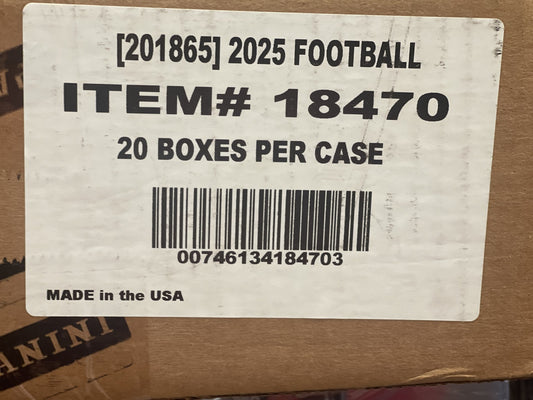 [201865] 2025 FOOTBALL
ITEM# 18470
20 BOXES PER CASE
00746134184703
MADE in the USA
PANINI